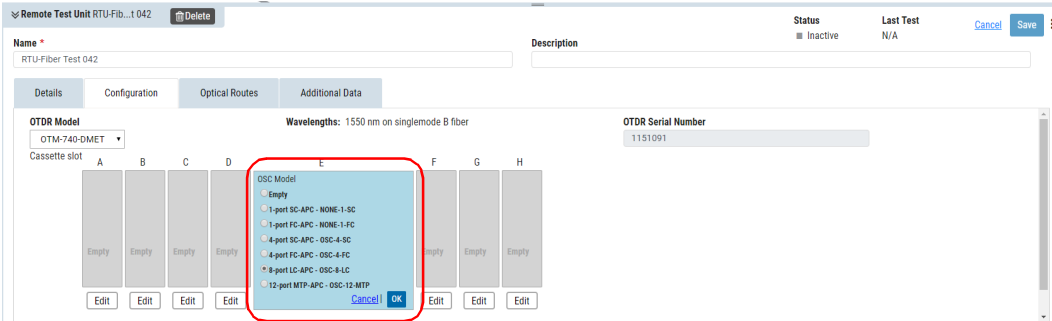 Remote Test Unit RTU-Fib...t 042 Delete
Status Last Test
Inactive N/A Cancel Save
Name * Description
RTU-Fiber Test 042
Details Configuration Optical Routes Additional Data
OTDR Model Wavelengths: 1550 nm on singlemode B fiber OTDR Serial Number
OTM-740-DMET 1151091
Cassette slot
A B C D E F G H
OSC Model
Empty
1-port SC-APC - NONE-1-SC
1-port FC-APC - NONE-1-FC
4-port SC-APC - OSC-4-SC
4-port FC-APC - OSC-4-FC
8-port LC-APC - OSC-8-LC
12-port MTP-APC - OSC-12-MTP
Empty Empty Empty Empty Empty Empty Empty
Cancel OK
Edit Edit Edit Edit Edit Edit Edit